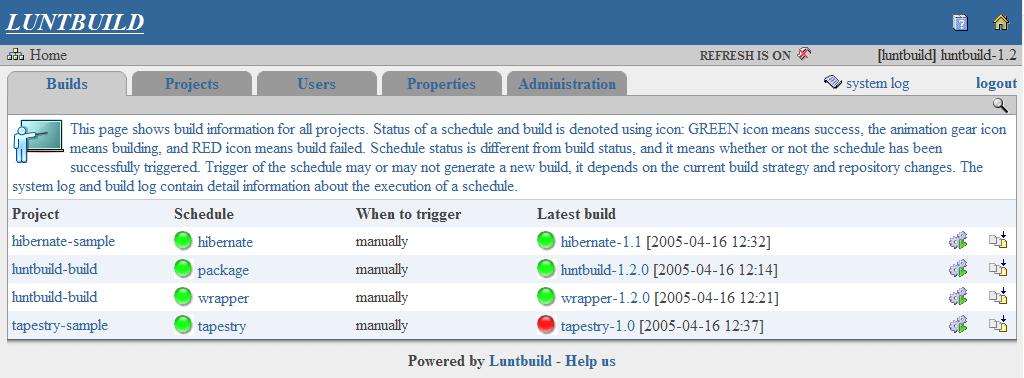 LUNTBUILD
Home REFRESH IS ON [luntbuild] luntbuild-1.2
Builds Projects Users Properties Administration system log logout
This page shows build information for all projects. Status of a schedule and build is denoted using icon: GREEN icon means success, the animation gear icon
means building, and RED icon means build failed. Schedule status is different from build status, and it means whether or not the schedule has been
successfully triggered. Trigger of the schedule may or may not generate a new build, it depends on the current build strategy and repository changes. The
system log and build log contain detail information about the execution of a schedule.
Project Schedule When to trigger Latest build
hibernate-sample hibernate manually hibernate-1.1 [2005-04-16 12:32]
luntbuild-build package manually luntbuild-1.2.0 [2005-04-16 12:14]
luntbuild-build wrapper manually wrapper-1.2.0 [2005-04-16 12:21]
tapestry-sample tapestry manually tapestry-1.0 [2005-04-16 12:37]
Powered by Luntbuild - Help us